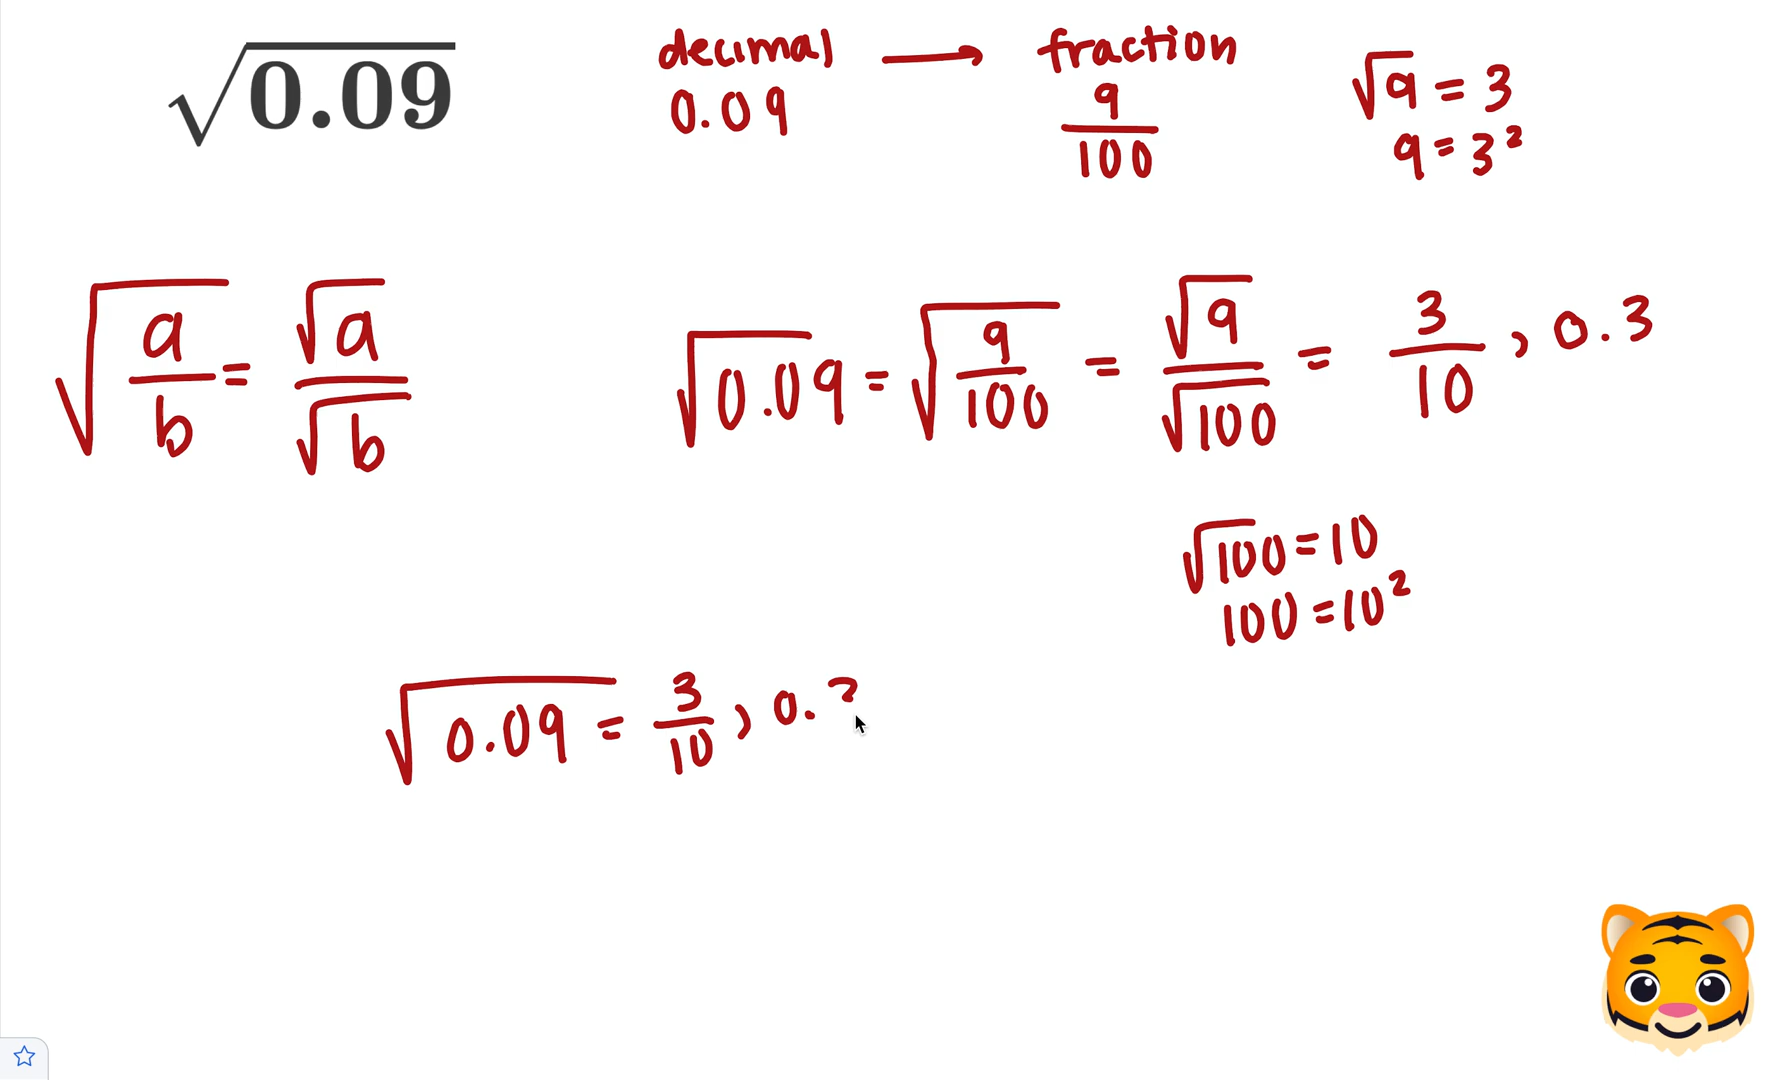 √0.09
decimal → fraction
0.09
9/100
√9 = 3
9 = 3²
√(a/b) = √a/√b
√0.09 = √(9/100) = √9/√100 = 3/10, 0.3
√100 = 10
100 = 10²
√0.09 = 3/10, 0.